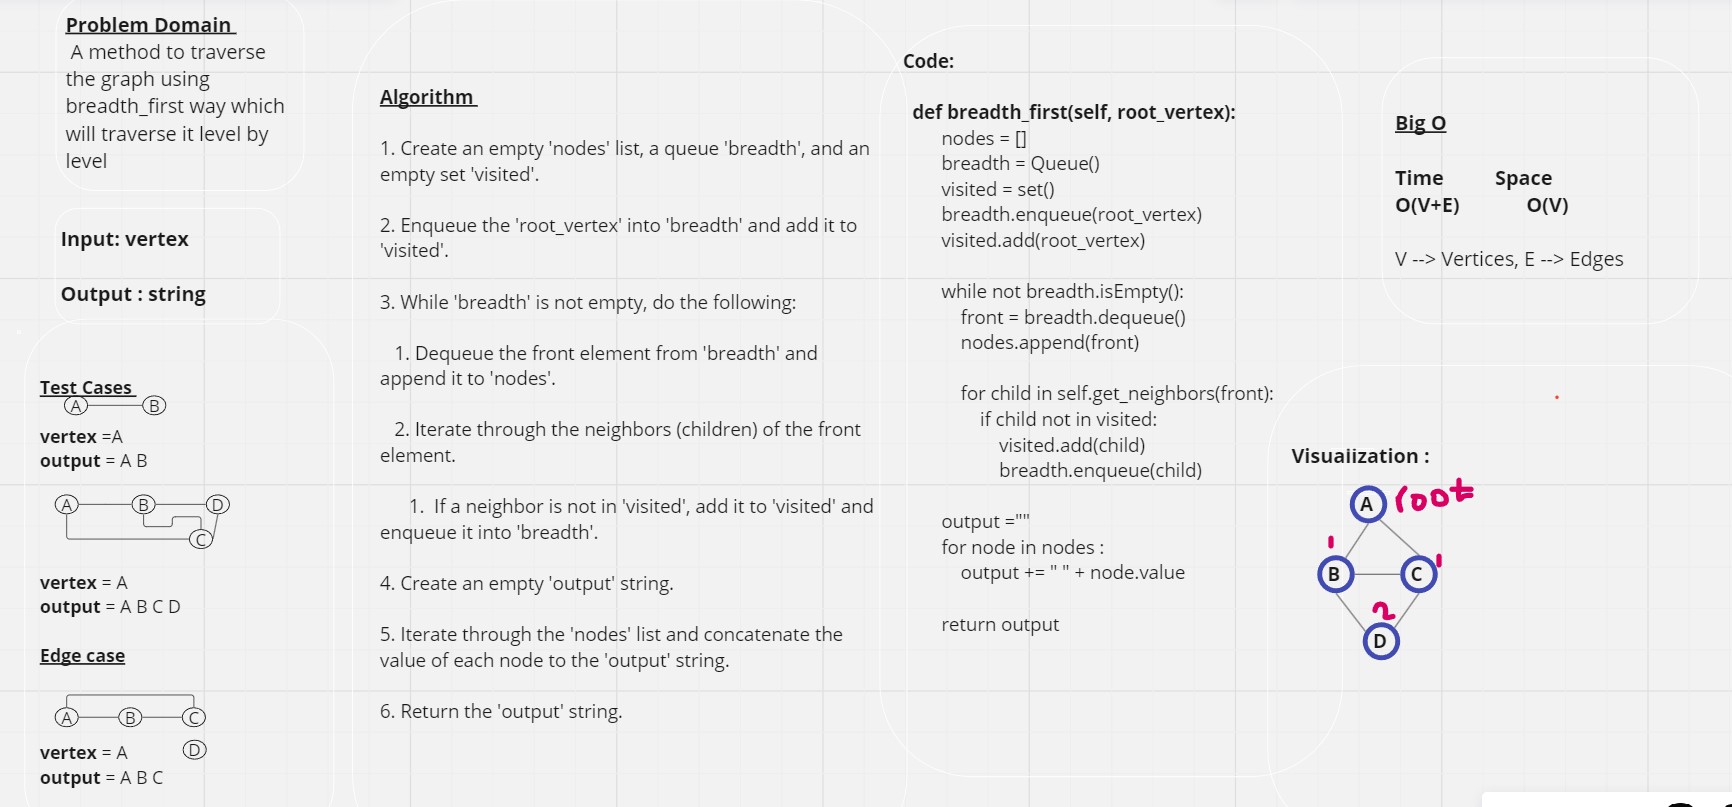 Problem Domain
A method to traverse
the graph using
breadth_first way which
will traverse it level by
level
Input: vertex
Output : string
Test Cases
A B
vertex =A
output = A B
A B D
C
vertex = A
output = A B C D
Edge case
A B C
D
vertex = A
output = A B C
Algorithm
1. Create an empty 'nodes' list, a queue 'breadth', and an
empty set 'visited'.
2. Enqueue the 'root_vertex' into 'breadth' and add it to
'visited'.
3. While 'breadth' is not empty, do the following:
1. Dequeue the front element from 'breadth' and
append it to 'nodes'.
2. Iterate through the neighbors (children) of the front
element.
1. If a neighbor is not in 'visited', add it to 'visited' and
enqueue it into 'breadth'.
4. Create an empty 'output' string.
5. Iterate through the 'nodes' list and concatenate the
value of each node to the 'output' string.
6. Return the 'output' string.
Code:
def breadth_first(self, root_vertex):
nodes = []
breadth = Queue()
visited = set()
breadth.enqueue(root_vertex)
visited.add(root_vertex)
while not breadth.isEmpty():
front = breadth.dequeue()
nodes.append(front)
for child in self.get_neighbors(front):
if child not in visited:
visited.add(child)
breadth.enqueue(child)
output =""
for node in nodes :
output += " " + node.value
return output
Big O
Time Space
O(V+E) O(V)
V --> Vertices, E --> Edges
Visualization :
A root
1 1
B C
2
D